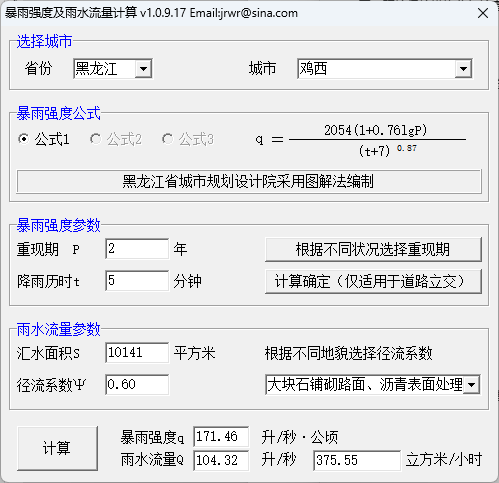 暴雨强度及雨水流量计算 v1.0.9.17 Email:jrwr@sina.com
选择城市
省份 黑龙江 城市 鸡西
暴雨强度公式
公式1 公式2 公式3 q = 2054(1+0.76lgP) / (t+7) 0.87
黑龙江省城市规划设计院采用图解法编制
暴雨强度参数
重现期 P 2 年 根据不同状况选择重现期
降雨历时t 5 分钟 计算确定（仅适用于道路立交）
雨水流量参数
汇水面积S 10141 平方米 根据不同地貌选择径流系数
径流系数Ψ 0.60 大块石铺砌路面、沥青表面处理
计算
暴雨强度q 171.46 升/秒·公顷
雨水流量Q 104.32 升/秒 375.55 立方米/小时